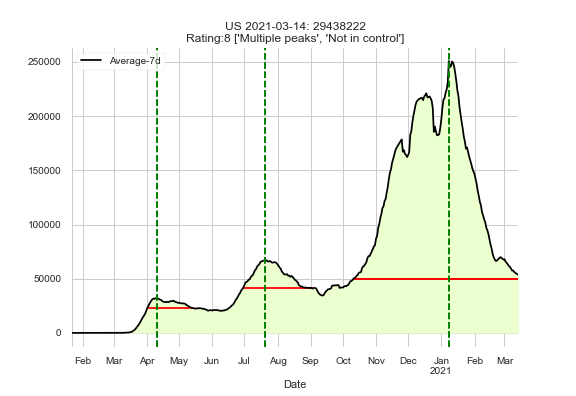 US 2021-03-14: 29438222
Rating:8 ['Multiple peaks', 'Not in control']
Average-7d
250000
200000
150000
100000
50000
0
Feb Mar Apr May Jun Jul Aug Sep Oct Nov Dec Jan Feb Mar
2021
Date